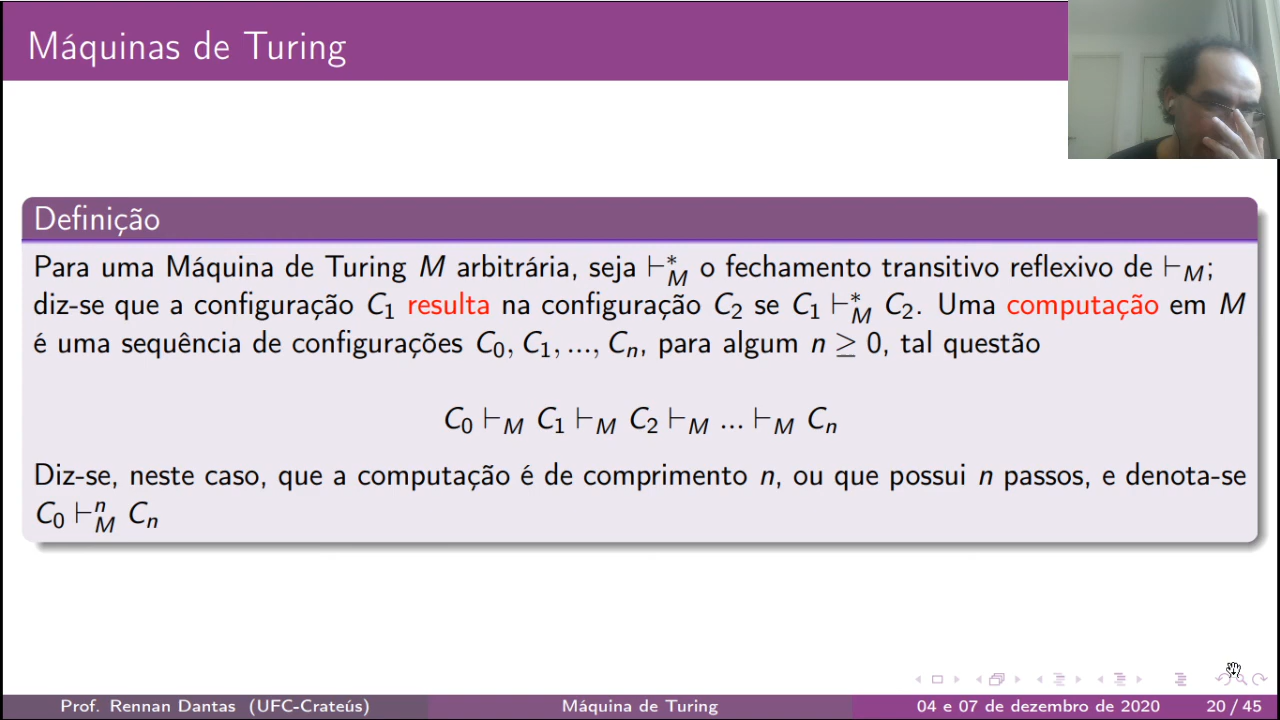 Máquinas de Turing
Definição
Para uma Máquina de Turing M arbitrária, seja ⊢*_M o fechamento transitivo reflexivo de ⊢_M;
diz-se que a configuração C₁ resulta na configuração C₂ se C₁ ⊢*_M C₂. Uma computação em M
é uma sequência de configurações C₀, C₁, ..., Cₙ, para algum n ≥ 0, tal questão
C₀ ⊢_M C₁ ⊢_M C₂ ⊢_M ... ⊢_M Cₙ
Diz-se, neste caso, que a computação é de comprimento n, ou que possui n passos, e denota-se
C₀ ⊢ⁿ_M Cₙ
Prof. Rennan Dantas (UFC-Crateús) Máquina de Turing 04 e 07 de dezembro de 2020 20 / 45